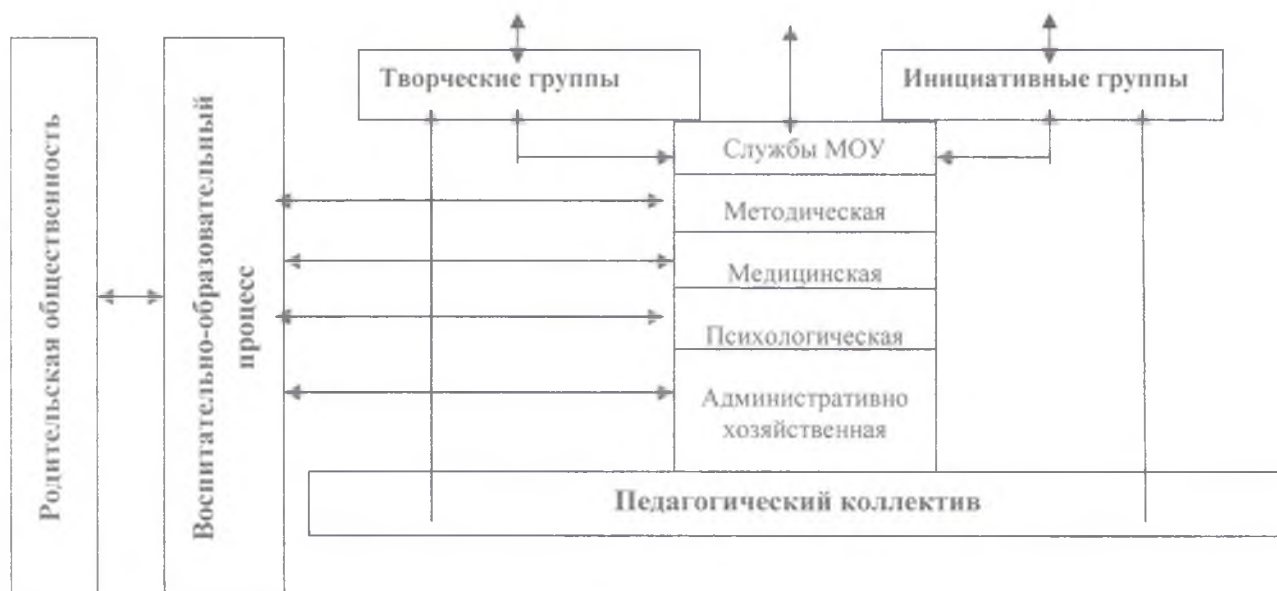 Родительская общественность
Воспитательно-образовательный
процесс
Творческие группы
Инициативные группы
Службы МОУ
Методическая
Медицинская
Психологическая
Административно
хозяйственная
Педагогический коллектив